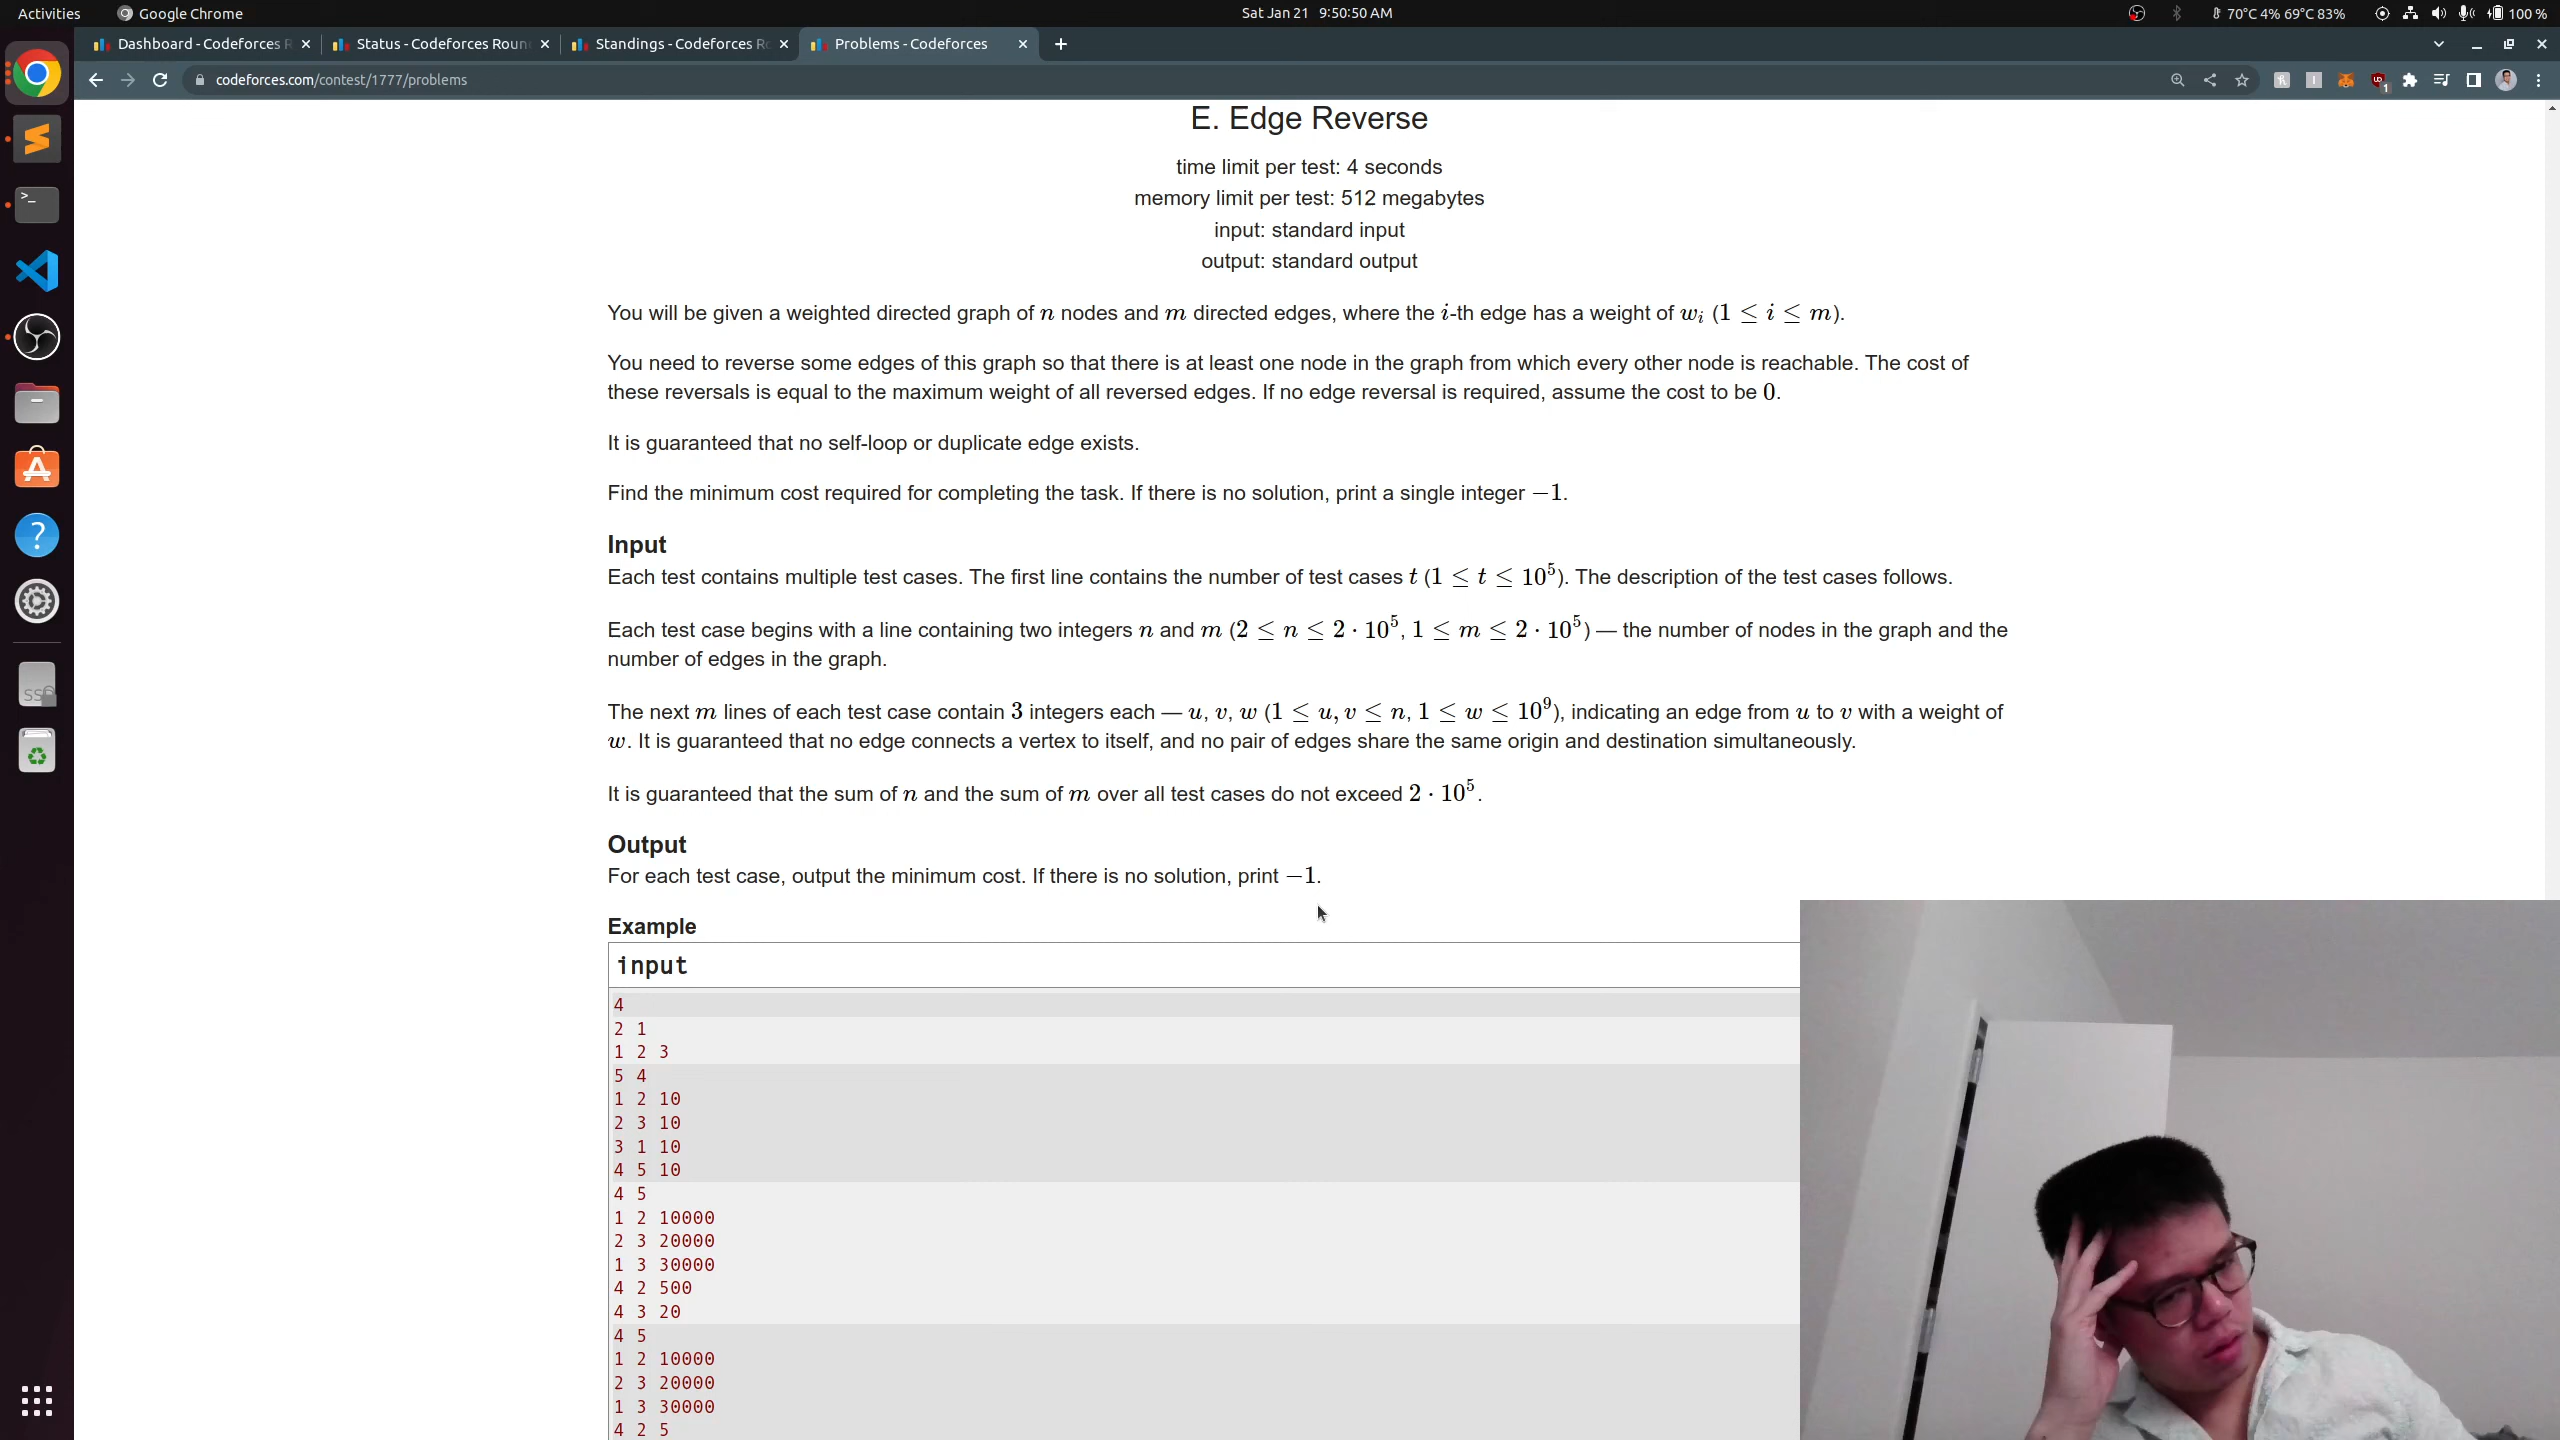 Activities
Google Chrome
Sat Jan 21 9:50:50 AM
70°C 4% 69°C 83%
100 %
Dashboard - Codeforces R
Status - Codeforces Roun
Standings - Codeforces Ro
Problems - Codeforces
codeforces.com/contest/1777/problems
E. Edge Reverse
time limit per test: 4 seconds
memory limit per test: 512 megabytes
input: standard input
output: standard output
You will be given a weighted directed graph of n nodes and m directed edges, where the i-th edge has a weight of wᵢ (1 ≤ i ≤ m).
You need to reverse some edges of this graph so that there is at least one node in the graph from which every other node is reachable. The cost of
these reversals is equal to the maximum weight of all reversed edges. If no edge reversal is required, assume the cost to be 0.
It is guaranteed that no self-loop or duplicate edge exists.
Find the minimum cost required for completing the task. If there is no solution, print a single integer −1.
Input
Each test contains multiple test cases. The first line contains the number of test cases t (1 ≤ t ≤ 10⁵). The description of the test cases follows.
Each test case begins with a line containing two integers n and m (2 ≤ n ≤ 2 · 10⁵, 1 ≤ m ≤ 2 · 10⁵) — the number of nodes in the graph and the
number of edges in the graph.
The next m lines of each test case contain 3 integers each — u, v, w (1 ≤ u, v ≤ n, 1 ≤ w ≤ 10⁹), indicating an edge from u to v with a weight of
w. It is guaranteed that no edge connects a vertex to itself, and no pair of edges share the same origin and destination simultaneously.
It is guaranteed that the sum of n and the sum of m over all test cases do not exceed 2 · 10⁵.
Output
For each test case, output the minimum cost. If there is no solution, print −1.
Example
input
4
2 1
1 2 3
5 4
1 2 10
2 3 10
3 1 10
4 5 10
4 5
1 2 10000
2 3 20000
1 3 30000
4 2 500
4 3 20
4 5
1 2 10000
2 3 20000
1 3 30000
4 2 5